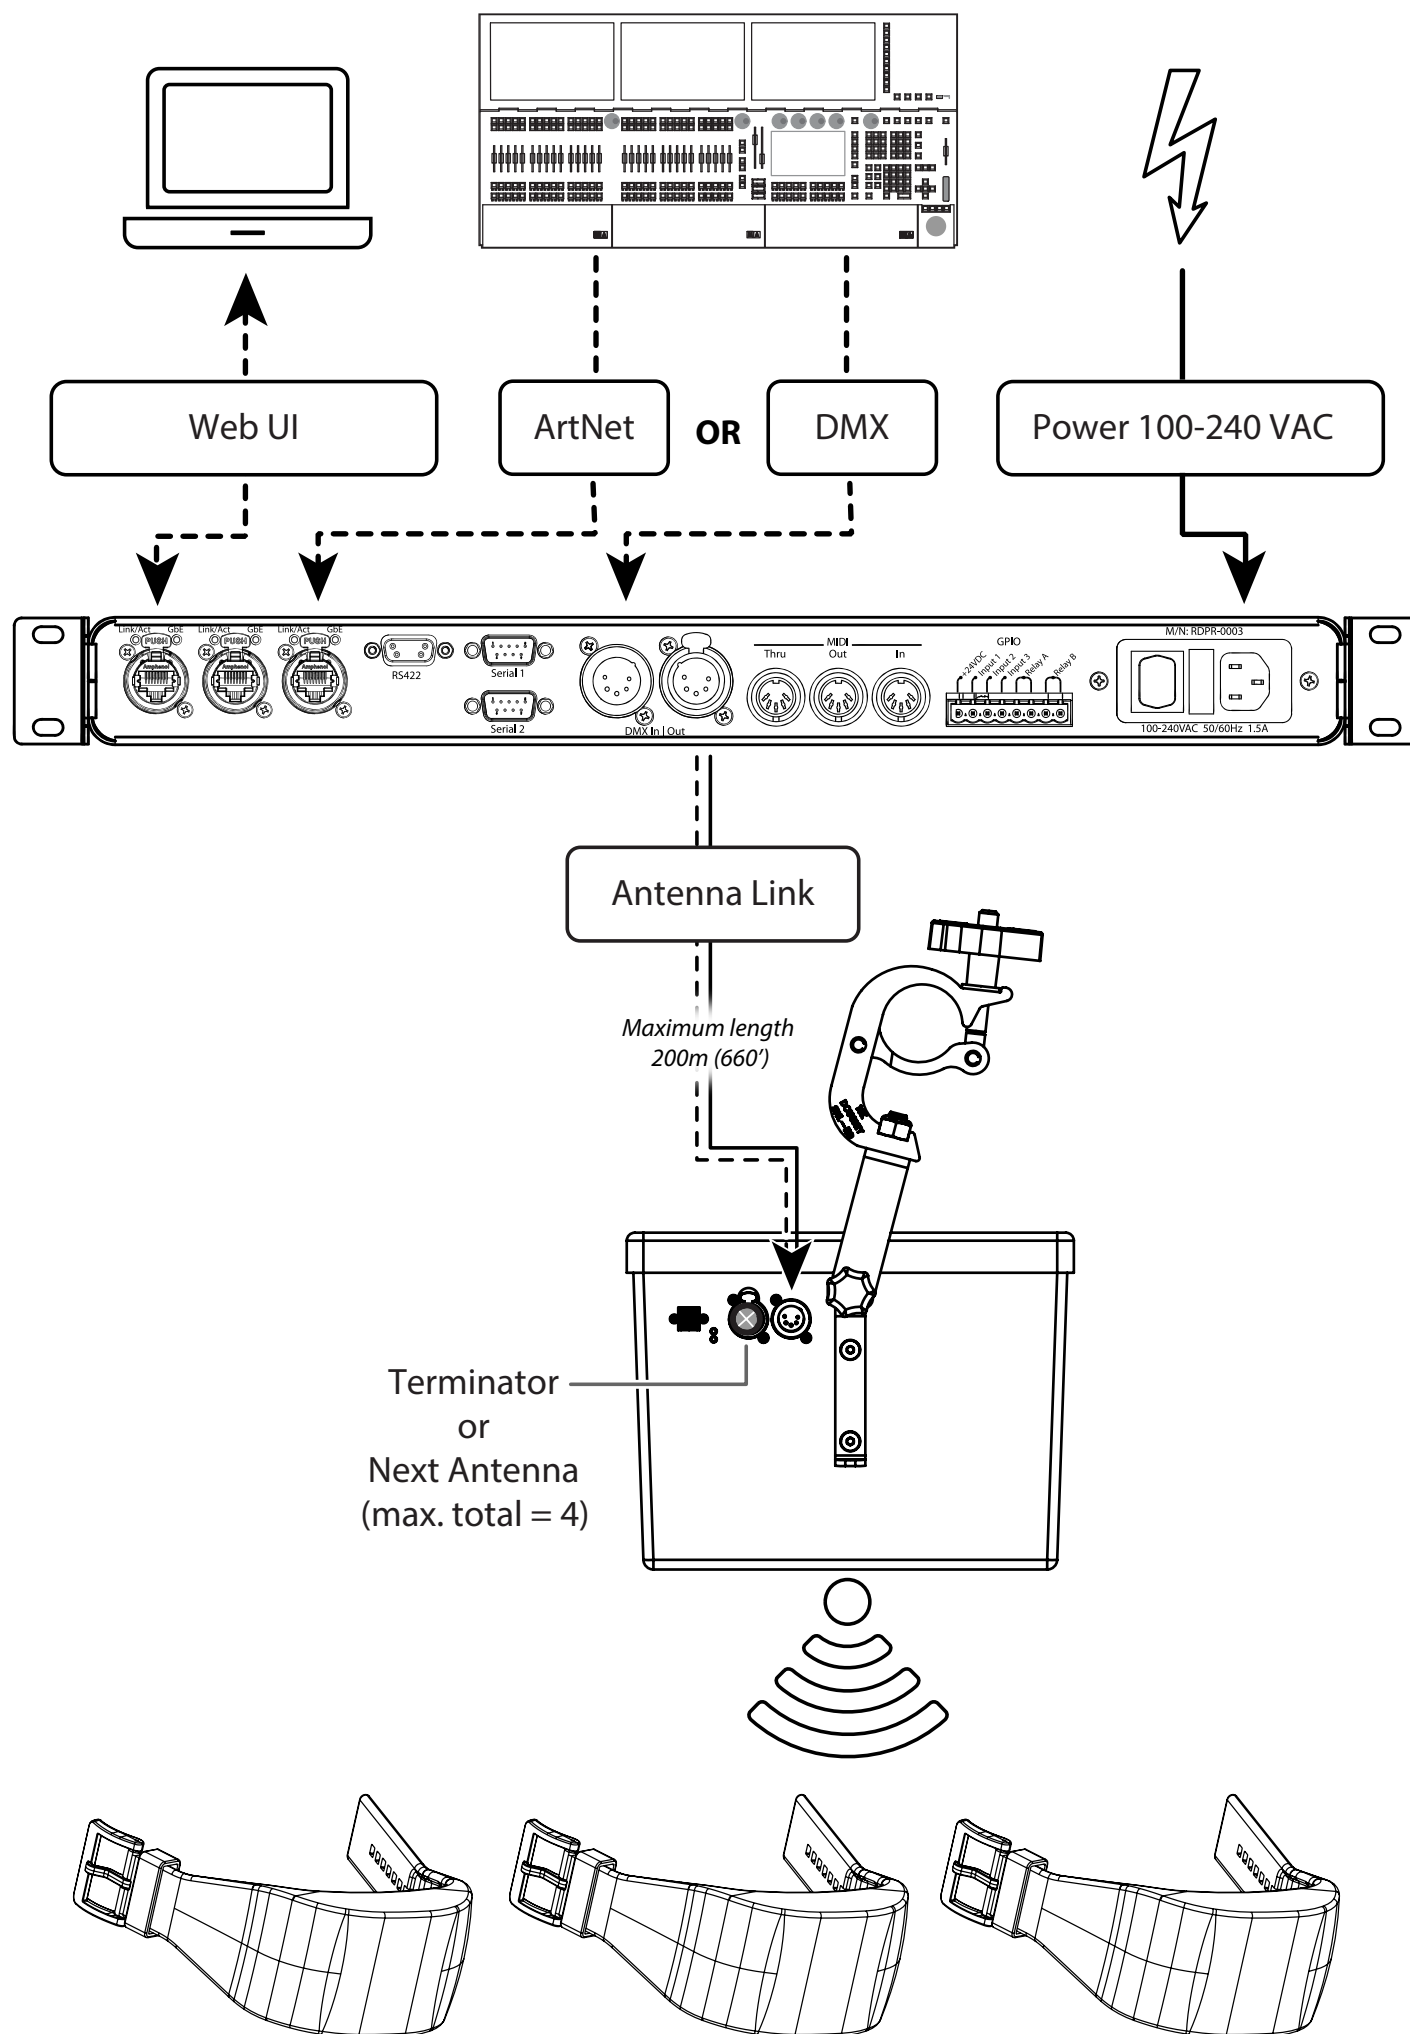 Web UI
ArtNet
OR
DMX
Power 100-240 VAC
Link/Act GbE
Link/Act GbE
Link/Act GbE
PUSH
PUSH
PUSH
Amphenol
Amphenol
Amphenol
RS422
Serial 1
Serial 2
DMX In | Out
MIDI
Thru Out In
GPIO
+24VDC
Input 1
Input 2
Input 3
Relay A
Relay B
M/N: RDPR-0003
100-240VAC 50/60Hz 1.5A
Antenna Link
Maximum length
200m (660’)
Terminator
or
Next Antenna
(max. total = 4)